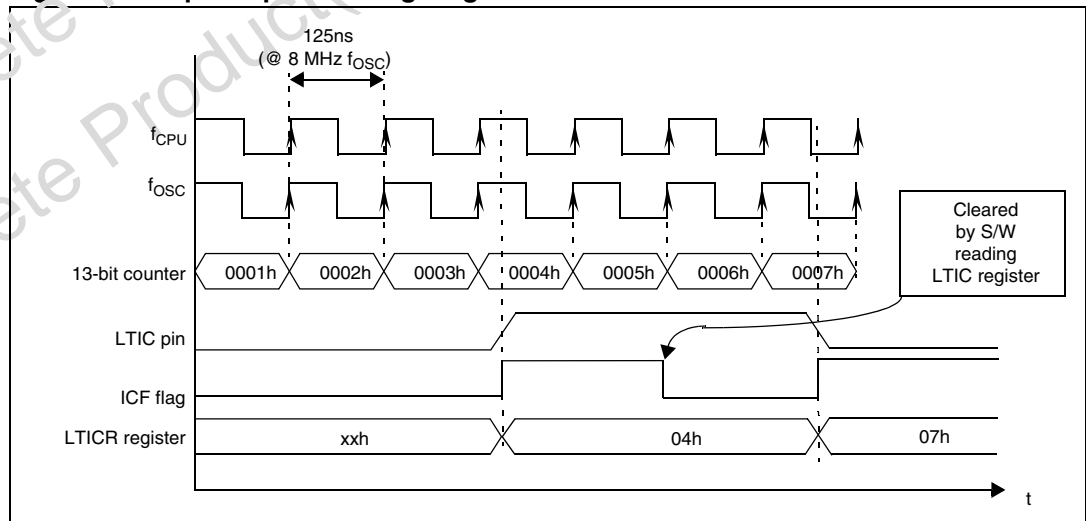 125ns
(@ 8 MHz fOSC)
fCPU
fOSC
Cleared
by S/W
reading
LTIC register
13-bit counter 0001h 0002h 0003h 0004h 0005h 0006h 0007h
LTIC pin
ICF flag
LTICR register xxh 04h 07h
t